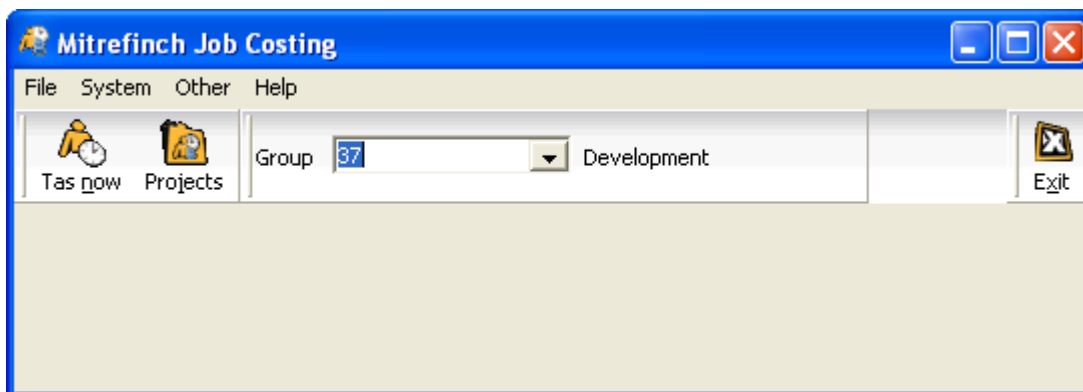 Mitrefinch Job Costing
File System Other Help
Group 37 Development
Tas now Projects Exit